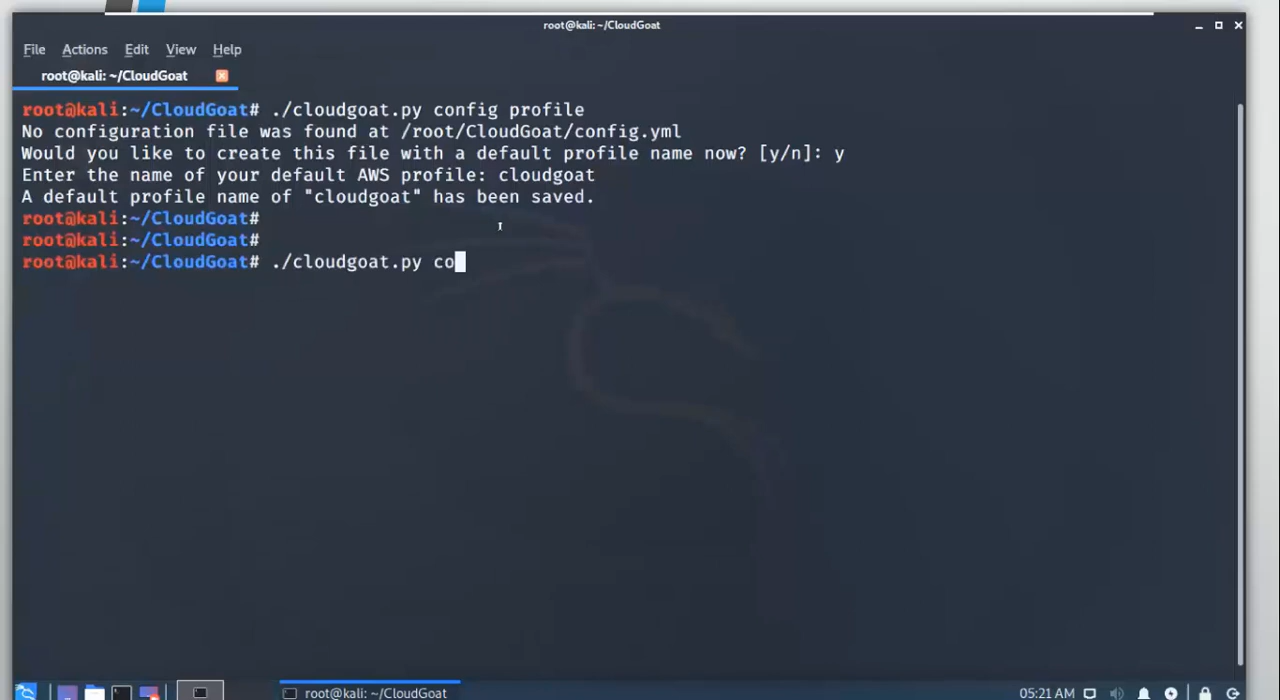 root@kali: ~/CloudGoat
File Actions Edit View Help
root@kali: ~/CloudGoat
root@kali:~/CloudGoat# ./cloudgoat.py config profile
No configuration file was found at /root/CloudGoat/config.yml
Would you like to create this file with a default profile name now? [y/n]: y
Enter the name of your default AWS profile: cloudgoat
A default profile name of "cloudgoat" has been saved.
root@kali:~/CloudGoat#
root@kali:~/CloudGoat#
root@kali:~/CloudGoat# ./cloudgoat.py co
root@kali: ~/CloudGoat 05:21 AM